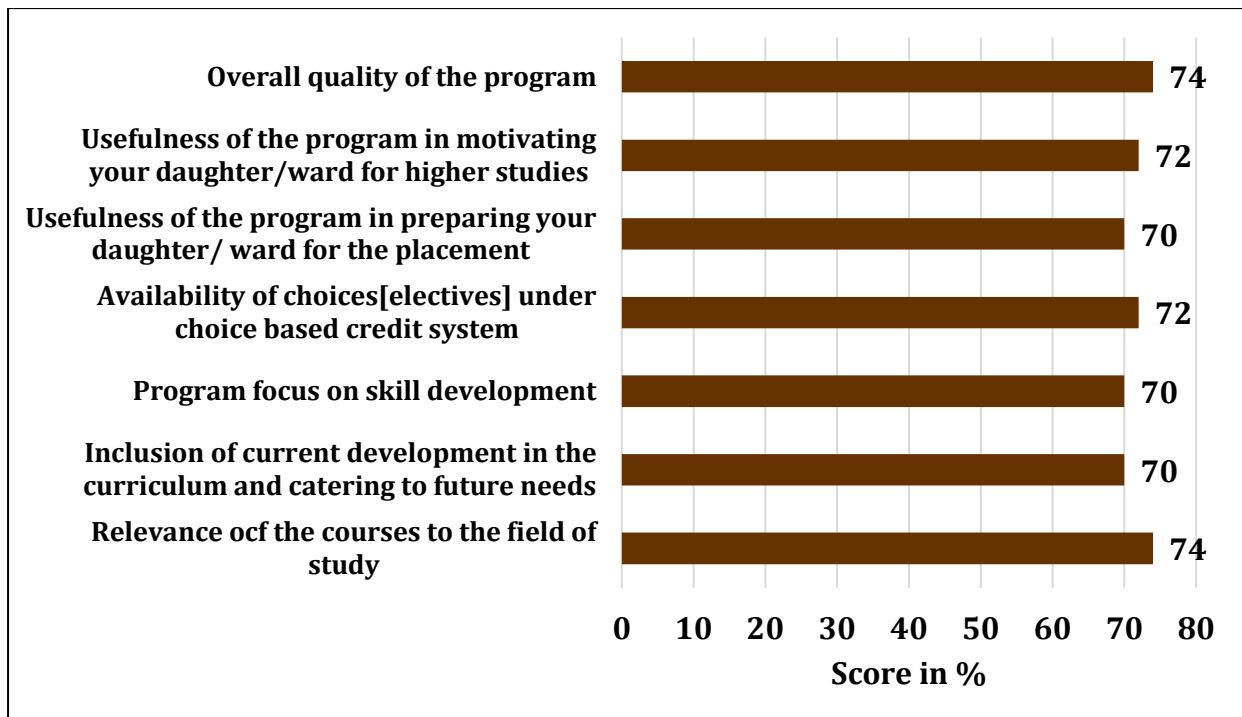 Overall quality of the program
74
Usefulness of the program in motivating
your daughter/ward for higher studies
72
Usefulness of the program in preparing your
daughter/ ward for the placement
70
Availability of choices[electives] under
choice based credit system
72
Program focus on skill development
70
Inclusion of current development in the
curriculum and catering to future needs
70
Relevance ocf the courses to the field of
study
74
0 10 20 30 40 50 60 70 80
Score in %